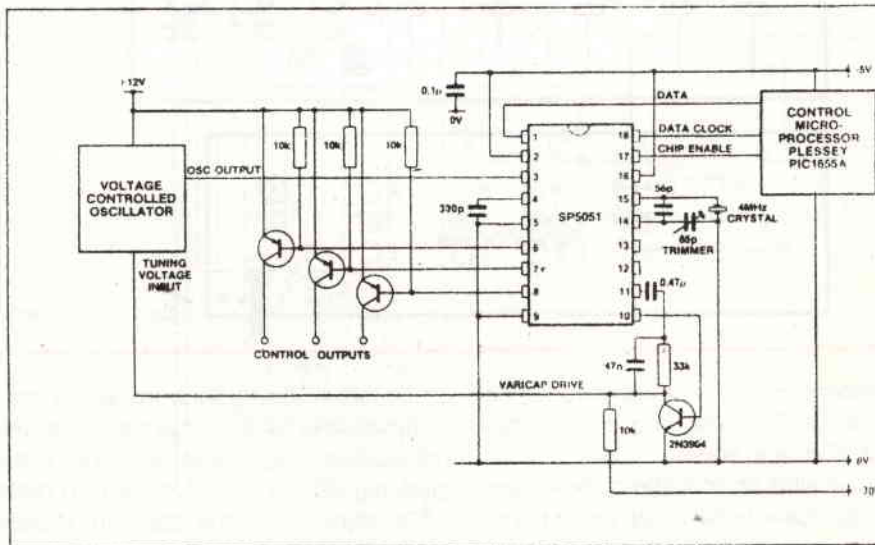 +12V
VOLTAGE
CONTROLLED
OSCILLATOR
TUNING
VOLTAGE
INPUT
OSC OUTPUT
10k
10k
10k
CONTROL OUTPUTS
0.1µ
0V
330p
1
2
3
4
5
6
7
8
9
SP5051
18
17
16
15
14
13
12
11
10
DATA
DATA CLOCK
CHIP ENABLE
CONTROL
MICRO-
PROCESSOR
PLESSEY
PIC1655A
56p
4MHz
CRYSTAL
TRIMMER
0.47µ
47n
33k
VARICAP DRIVE
10k
2N3904
0V